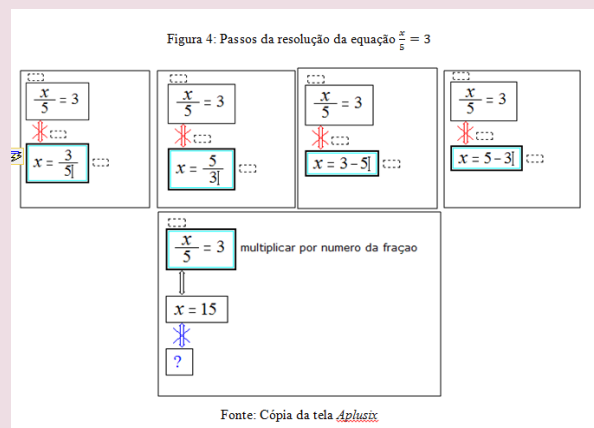 Figura 4: Passos da resolução da equação x/5 = 3
x/5 = 3
x = 3/5
x/5 = 3
x = 5/3
x/5 = 3
x = 3 − 5
x/5 = 3
x = 5 − 3
x/5 = 3 multiplicar por numero da fraçao
x = 15
?
Fonte: Cópia da tela Aplusix